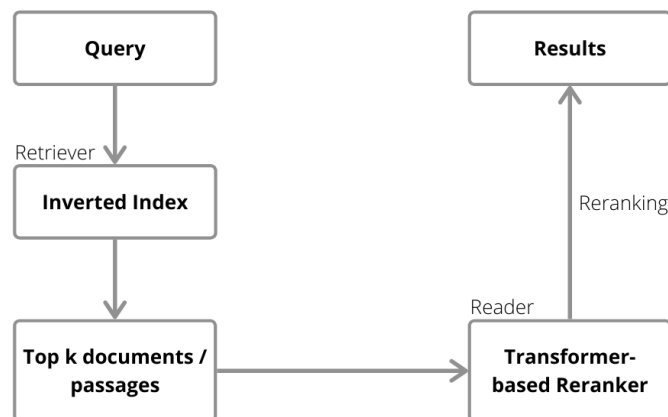 Query
Results
Retriever
Inverted Index
Reranking
Reader
Top k documents /
passages
Transformer-
based Reranker